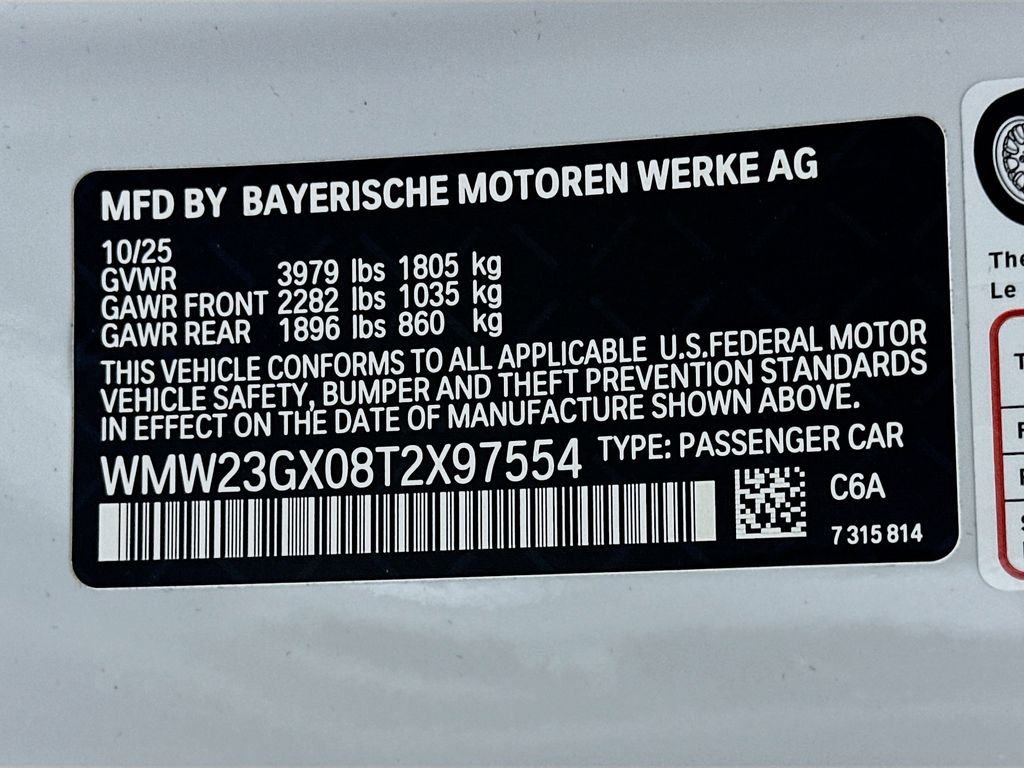 MFD BY BAYERISCHE MOTOREN WERKE AG
10/25
GVWR 3979 lbs 1805 kg
GAWR FRONT 2282 lbs 1035 kg
GAWR REAR 1896 lbs 860 kg
THIS VEHICLE CONFORMS TO ALL APPLICABLE U.S.FEDERAL MOTOR
VEHICLE SAFETY, BUMPER AND THEFT PREVENTION STANDARDS
IN EFFECT ON THE DATE OF MANUFACTURE SHOWN ABOVE.
WMW23GX08T2X97554 TYPE: PASSENGER CAR
C6A
7 315 814
The
Le